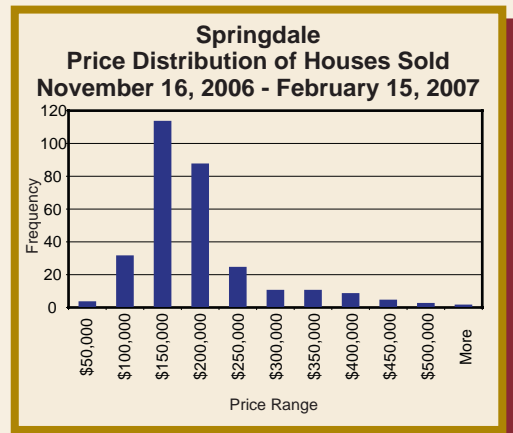 Springdale
Price Distribution of Houses Sold
November 16, 2006 - February 15, 2007
120
100
80
60
40
20
0
Frequency
$50,000
$100,000
$150,000
$200,000
$250,000
$300,000
$350,000
$400,000
$450,000
$500,000
More
Price Range